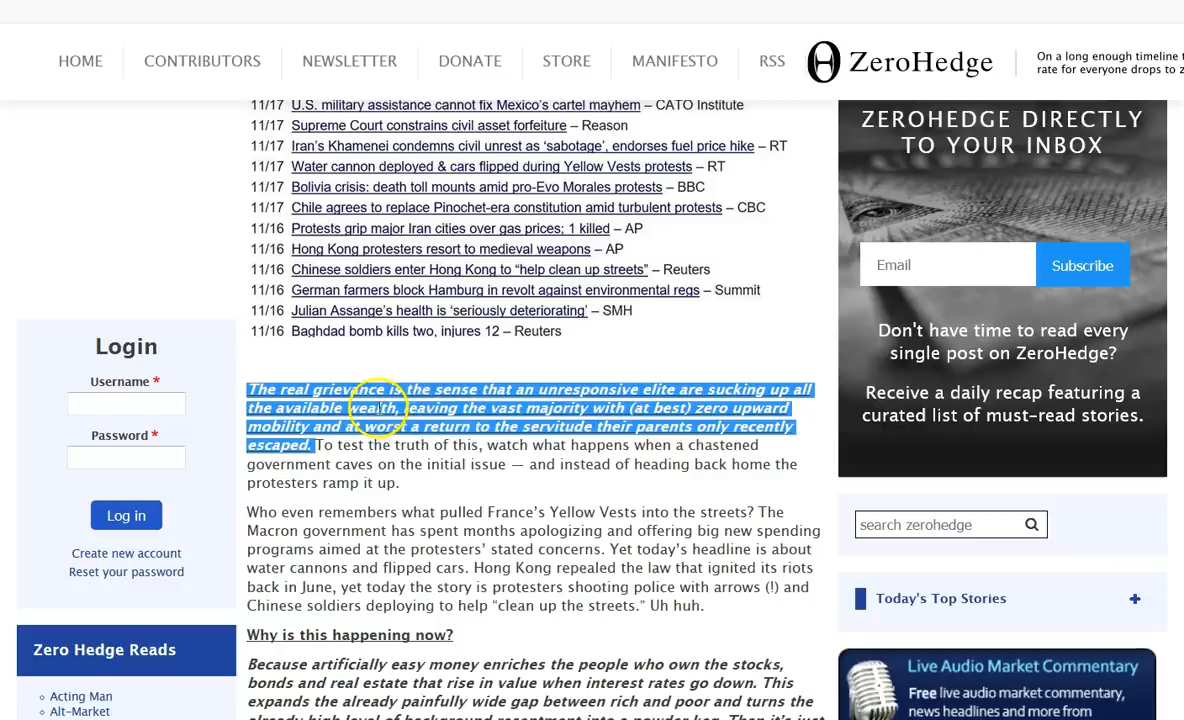 HOME CONTRIBUTORS NEWSLETTER DONATE STORE MANIFESTO RSS
ZeroHedge
On a long enough timeline
rate for everyone drops to
11/17 U.S. military assistance cannot fix Mexico's cartel mayhem – CATO Institute
11/17 Supreme Court constrains civil asset forfeiture – Reason
11/17 Iran's Khamenei condemns civil unrest as 'sabotage', endorses fuel price hike – RT
11/17 Water cannon deployed & cars flipped during Yellow Vests protests – RT
11/17 Bolivia crisis: death toll mounts amid pro-Evo Morales protests – BBC
11/17 Chile agrees to replace Pinochet-era constitution amid turbulent protests – CBC
11/16 Protests grip major Iran cities over gas prices; 1 killed – AP
11/16 Hong Kong protesters resort to medieval weapons – AP
11/16 Chinese soldiers enter Hong Kong to "help clean up streets" – Reuters
11/16 German farmers block Hamburg in revolt against environmental regs – Summit
11/16 Julian Assange's health is 'seriously deteriorating' – SMH
11/16 Baghdad bomb kills two, injures 12 – Reuters
The real grievance is the sense that an unresponsive elite are sucking up all
the available wealth, leaving the vast majority with (at best) zero upward
mobility and at worst a return to the servitude their parents only recently
escaped. To test the truth of this, watch what happens when a chastened
government caves on the initial issue — and instead of heading back home the
protesters ramp it up.
Who even remembers what pulled France's Yellow Vests into the streets? The
Macron government has spent months apologizing and offering big new spending
programs aimed at the protesters' stated concerns. Yet today's headline is about
water cannons and flipped cars. Hong Kong repealed the law that ignited its riots
back in June, yet today the story is protesters shooting police with arrows (!) and
Chinese soldiers deploying to help "clean up the streets." Uh huh.
Why is this happening now?
Because artificially easy money enriches the people who own the stocks,
bonds and real estate that rise in value when interest rates go down. This
expands the already painfully wide gap between rich and poor and turns the
already high level of background resentment into a powder keg. Then it's just
Login
Username *
Password *
Log in
Create new account
Reset your password
Zero Hedge Reads
Acting Man
Alt-Market
ZEROHEDGE DIRECTLY
TO YOUR INBOX
Email
Subscribe
Don't have time to read every
single post on ZeroHedge?
Receive a daily recap featuring a
curated list of must-read stories.
search zerohedge
Today's Top Stories +
Live Audio Market Commentary
Free live audio market commentary,
news headlines and more from